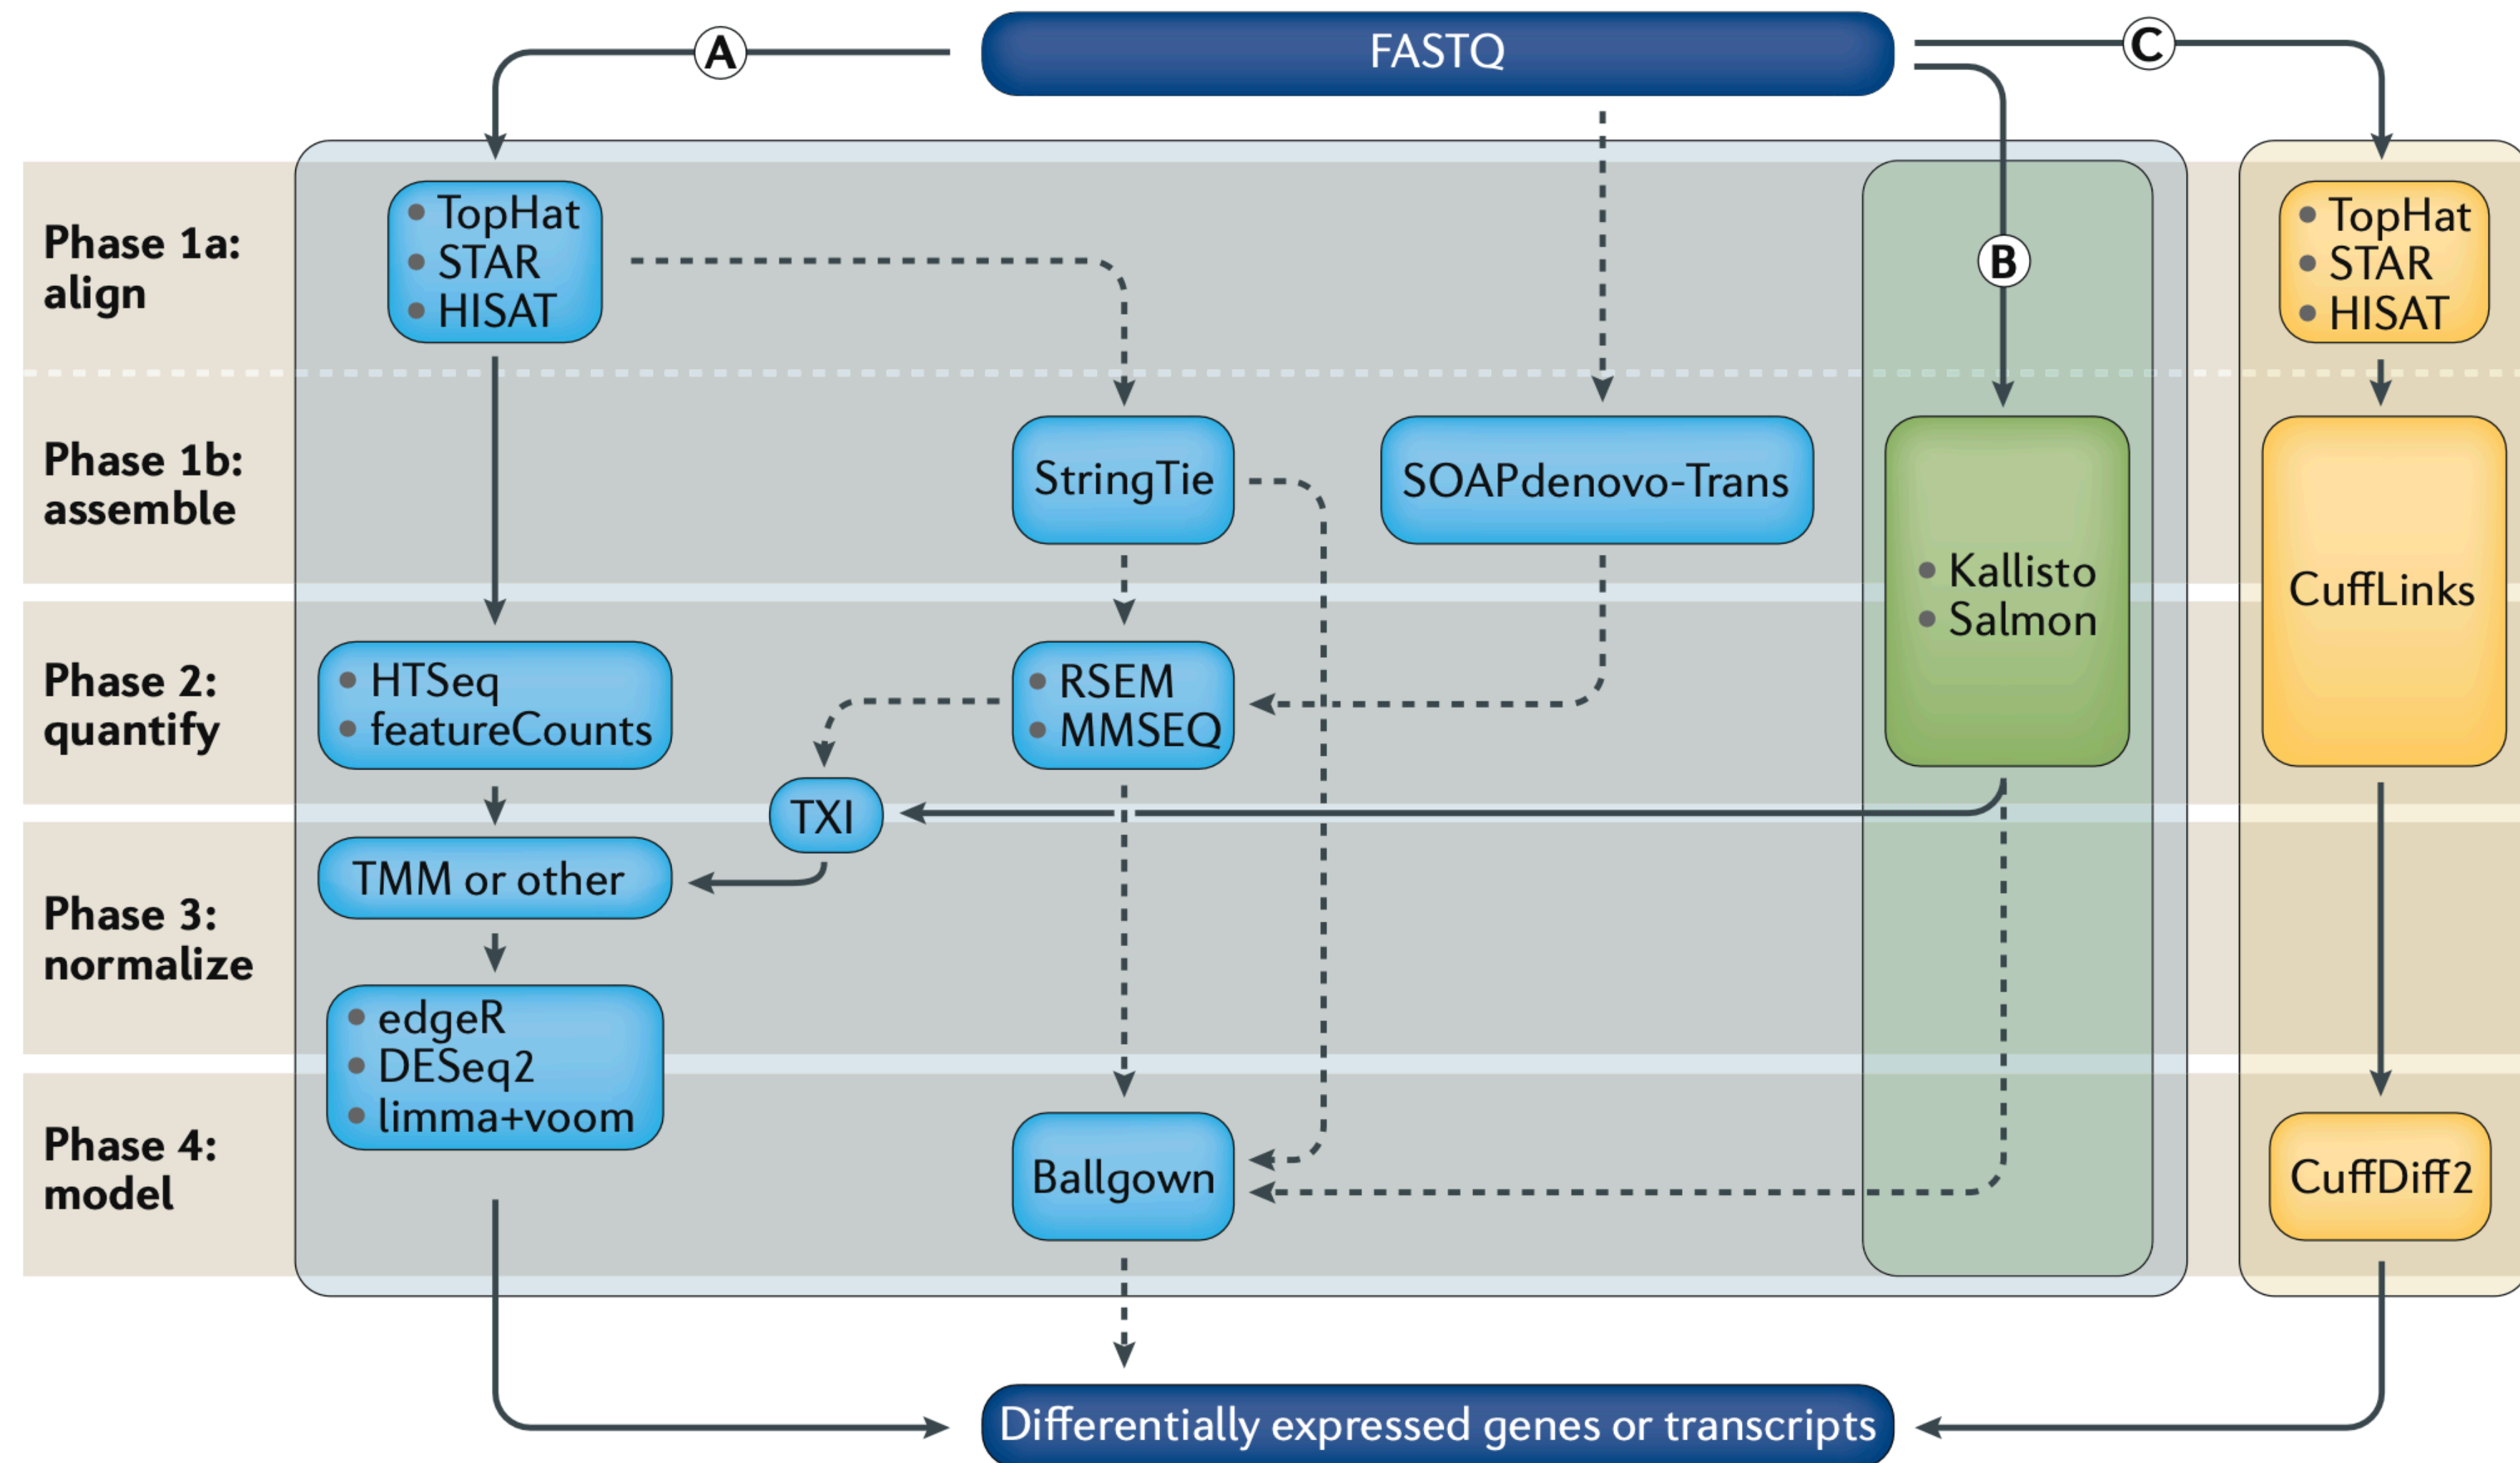 FASTQ
A
C
Phase 1a:
align
• TopHat
• STAR
• HISAT
B
• TopHat
• STAR
• HISAT
Phase 1b:
assemble
StringTie
SOAPdenovo-Trans
• Kallisto
• Salmon
CuffLinks
Phase 2:
quantify
• HTSeq
• featureCounts
• RSEM
• MMSEQ
TXI
Phase 3:
normalize
TMM or other
• edgeR
• DESeq2
• limma+voom
Phase 4:
model
Ballgown
CuffDiff2
Differentially expressed genes or transcripts